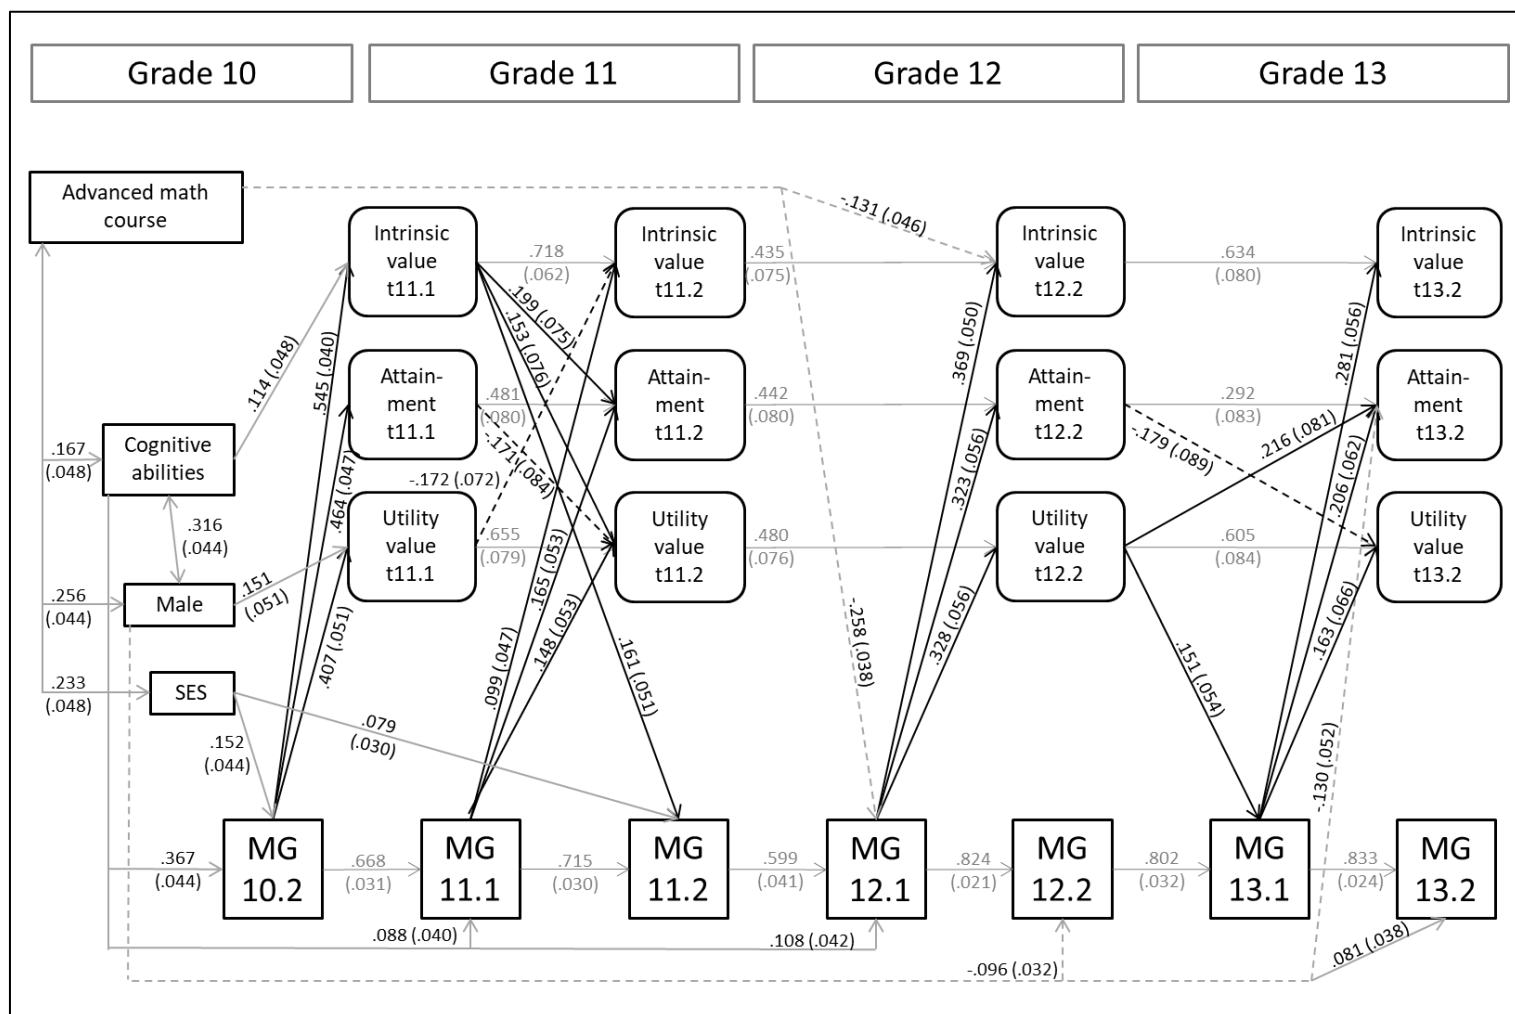 Grade 10
Grade 11
Grade 12
Grade 13
Advanced math
course
Intrinsic
value
t11.1
Intrinsic
value
t11.2
Intrinsic
value
t12.2
Intrinsic
value
t13.2
.718
(.062)
.435
(.075)
-.131 (.046)
.634
(.080)
.114 (.048)
.545 (.040)
.199 (.075)
.153 (.076)
.369 (.050)
.281 (.056)
Attain-
ment
t11.1
Attain-
ment
t11.2
Attain-
ment
t12.2
Attain-
ment
t13.2
.481
(.080)
.442
(.080)
.292
(.083)
.167
(.048)
Cognitive
abilities
.464 (.047)
-.172 (.072)
-.171 (.084)
.323 (.056)
-.179 (.089)
.216 (.081)
.206 (.062)
Utility
value
t11.1
Utility
value
t11.2
Utility
value
t12.2
Utility
value
t13.2
.655
(.079)
.480
(.076)
.605
(.084)
.316
(.044)
.256
(.044)
Male
.151
(.051)
.407 (.051)
.099 (.047)
.165 (.053)
.148 (.053)
.161 (.051)
-.258 (.038)
.328 (.056)
.151 (.054)
.163 (.066)
-.130 (.052)
.233
(.048)
SES
.152
(.044)
.079
(.030)
.367
(.044)
MG
10.2
.668
(.031)
MG
11.1
.715
(.030)
MG
11.2
.599
(.041)
MG
12.1
.824
(.021)
MG
12.2
.802
(.032)
MG
13.1
.833
(.024)
MG
13.2
.088 (.040)
.108 (.042)
-.096 (.032)
.081 (.038)